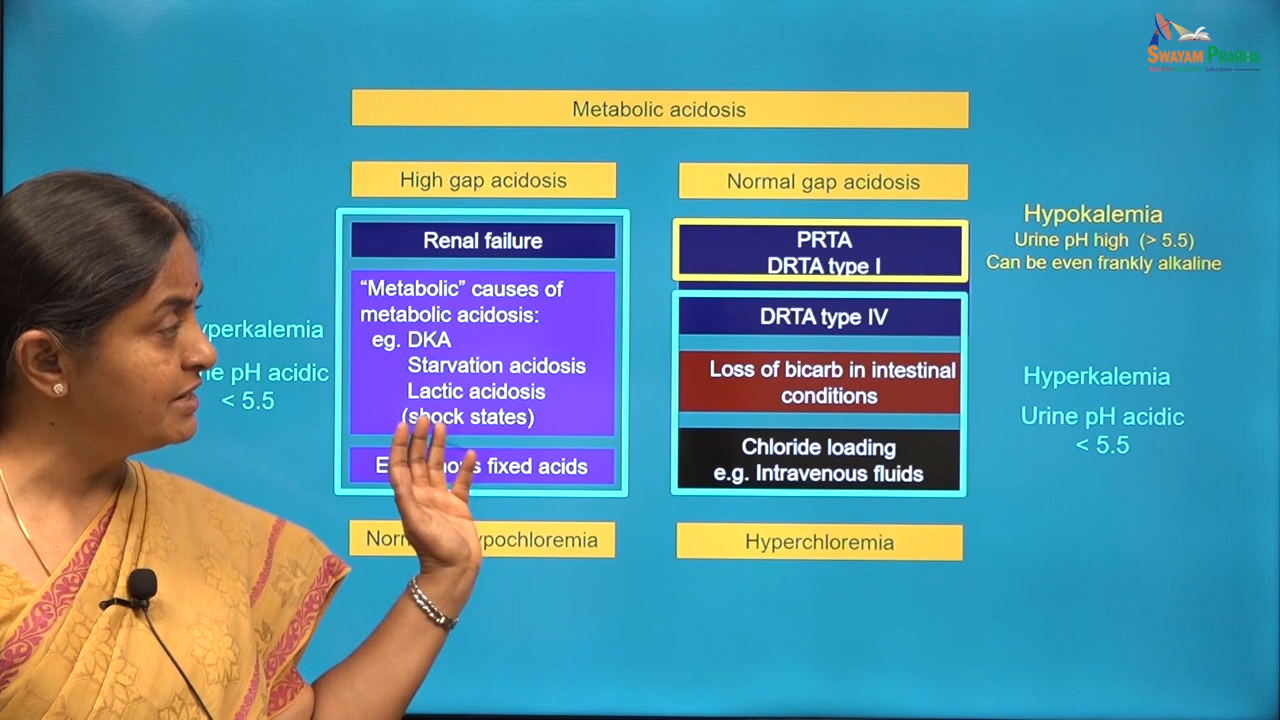 SWAYAM PRABHA
Metabolic acidosis
High gap acidosis
Normal gap acidosis
Renal failure
“Metabolic” causes of
metabolic acidosis:
eg. DKA
Starvation acidosis
Lactic acidosis
(shock states)
fixed acids
PRTA
DRTA type I
DRTA type IV
Loss of bicarb in intestinal
conditions
Chloride loading
e.g. Intravenous fluids
Hyperchloremia
Hypokalemia
Urine pH high (> 5.5)
Can be even frankly alkaline
Hyperkalemia
Urine pH acidic
< 5.5
pH acidic
< 5.5